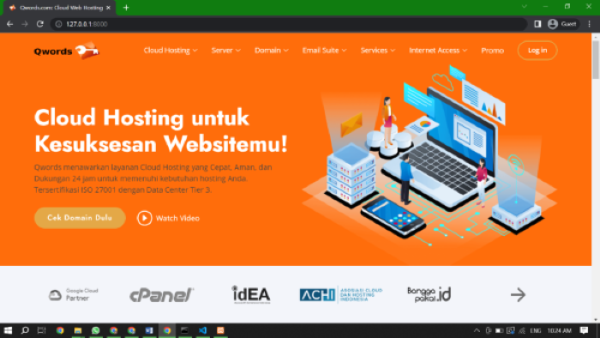 Qwords.com: Cloud Web Hosting
127.0.0.1:8000
Guest
Qwords
Cloud Hosting
Server
Domain
Email Suite
Services
Internet Access
Promo
Log in
Cloud Hosting untuk
Kesuksesan Websitemu!
Qwords menawarkan layanan Cloud Hosting yang Cepat, Aman, dan
Dukungan 24 jam untuk memenuhi kebutuhan hosting Anda.
Tersertifikasi ISO 27001 dengan Data Center Tier 3.
Cek Domain Dulu
Watch Video
Google Cloud
Partner
cPanel
idEA
ACHI
ASOSIASI CLOUD
DAN HOSTING
INDONESIA
Bangga
pakai.id
ENG
10:24 AM